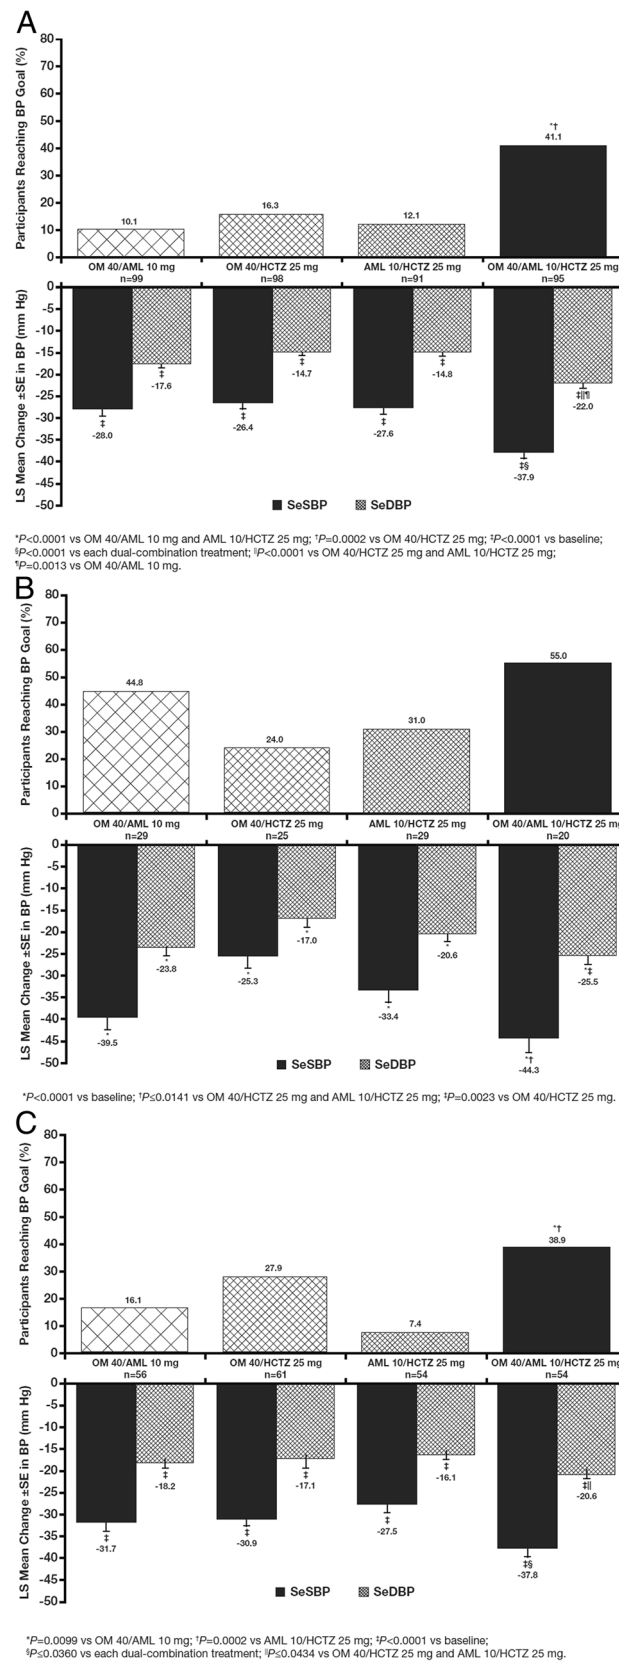 A
Participants Reaching BP Goal (%)
80
70
60
50
40
30
20
10
0
10.1
16.3
12.1
*†
41.1
OM 40/AML 10 mg
n=99
OM 40/HCTZ 25 mg
n=98
AML 10/HCTZ 25 mg
n=91
OM 40/AML 10/HCTZ 25 mg
n=95
LS Mean Change ±SE in BP (mm Hg)
0
-5
-10
-15
-20
-25
-30
-35
-40
-45
-50
‡
-28.0
‡
-17.6
‡
-26.4
‡
-14.7
‡
-27.6
‡
-14.8
‡§
-37.9
‡||¶
-22.0
SeSBP SeDBP
*P<0.0001 vs OM 40/AML 10 mg and AML 10/HCTZ 25 mg; †P=0.0002 vs OM 40/HCTZ 25 mg; ‡P<0.0001 vs baseline;
§P<0.0001 vs each dual-combination treatment; ||P<0.0001 vs OM 40/HCTZ 25 mg and AML 10/HCTZ 25 mg;
¶P=0.0013 vs OM 40/AML 10 mg.
B
Participants Reaching BP Goal (%)
80
70
60
50
40
30
20
10
0
44.8
24.0
31.0
55.0
OM 40/AML 10 mg
n=29
OM 40/HCTZ 25 mg
n=25
AML 10/HCTZ 25 mg
n=29
OM 40/AML 10/HCTZ 25 mg
n=20
LS Mean Change ±SE in BP (mm Hg)
0
-5
-10
-15
-20
-25
-30
-35
-40
-45
-50
*
-39.5
*
-23.8
*
-25.3
*
-17.0
*
-33.4
*
-20.6
*†
-44.3
*‡
-25.5
SeSBP SeDBP
*P<0.0001 vs baseline; †P≤0.0141 vs OM 40/HCTZ 25 mg and AML 10/HCTZ 25 mg; ‡P=0.0023 vs OM 40/HCTZ 25 mg.
C
Participants Reaching BP Goal (%)
80
70
60
50
40
30
20
10
0
16.1
27.9
7.4
*†
38.9
OM 40/AML 10 mg
n=56
OM 40/HCTZ 25 mg
n=61
AML 10/HCTZ 25 mg
n=54
OM 40/AML 10/HCTZ 25 mg
n=54
LS Mean Change ±SE in BP (mm Hg)
0
-5
-10
-15
-20
-25
-30
-35
-40
-45
-50
‡
-31.7
‡
-18.2
‡
-30.9
‡
-17.1
‡
-27.5
‡
-16.1
‡§
-37.8
‡||
-20.6
SeSBP SeDBP
*P=0.0099 vs OM 40/AML 10 mg; †P=0.0002 vs AML 10/HCTZ 25 mg; ‡P<0.0001 vs baseline;
§P≤0.0360 vs each dual-combination treatment; ||P≤0.0434 vs OM 40/HCTZ 25 mg and AML 10/HCTZ 25 mg.